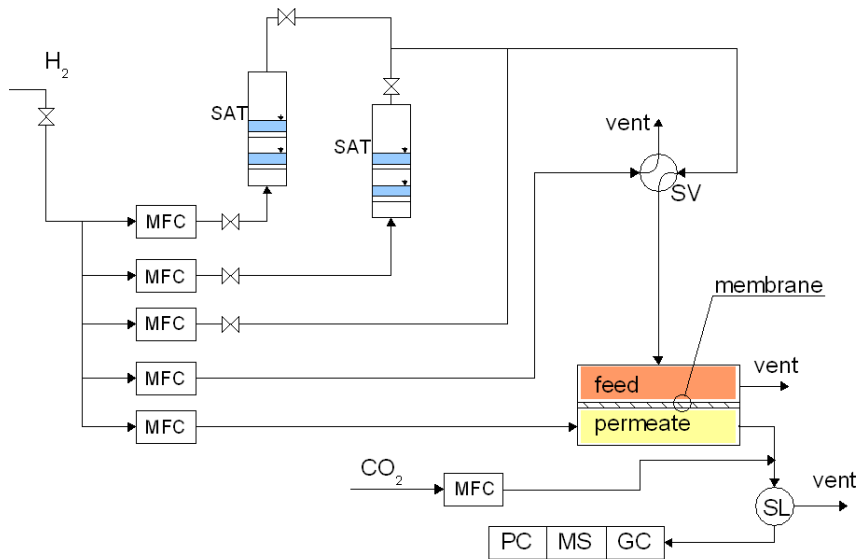 H₂
SAT
SAT
vent
SV
MFC
MFC
MFC
MFC
MFC
membrane
feed
vent
permeate
CO₂
MFC
SL
vent
PC MS GC